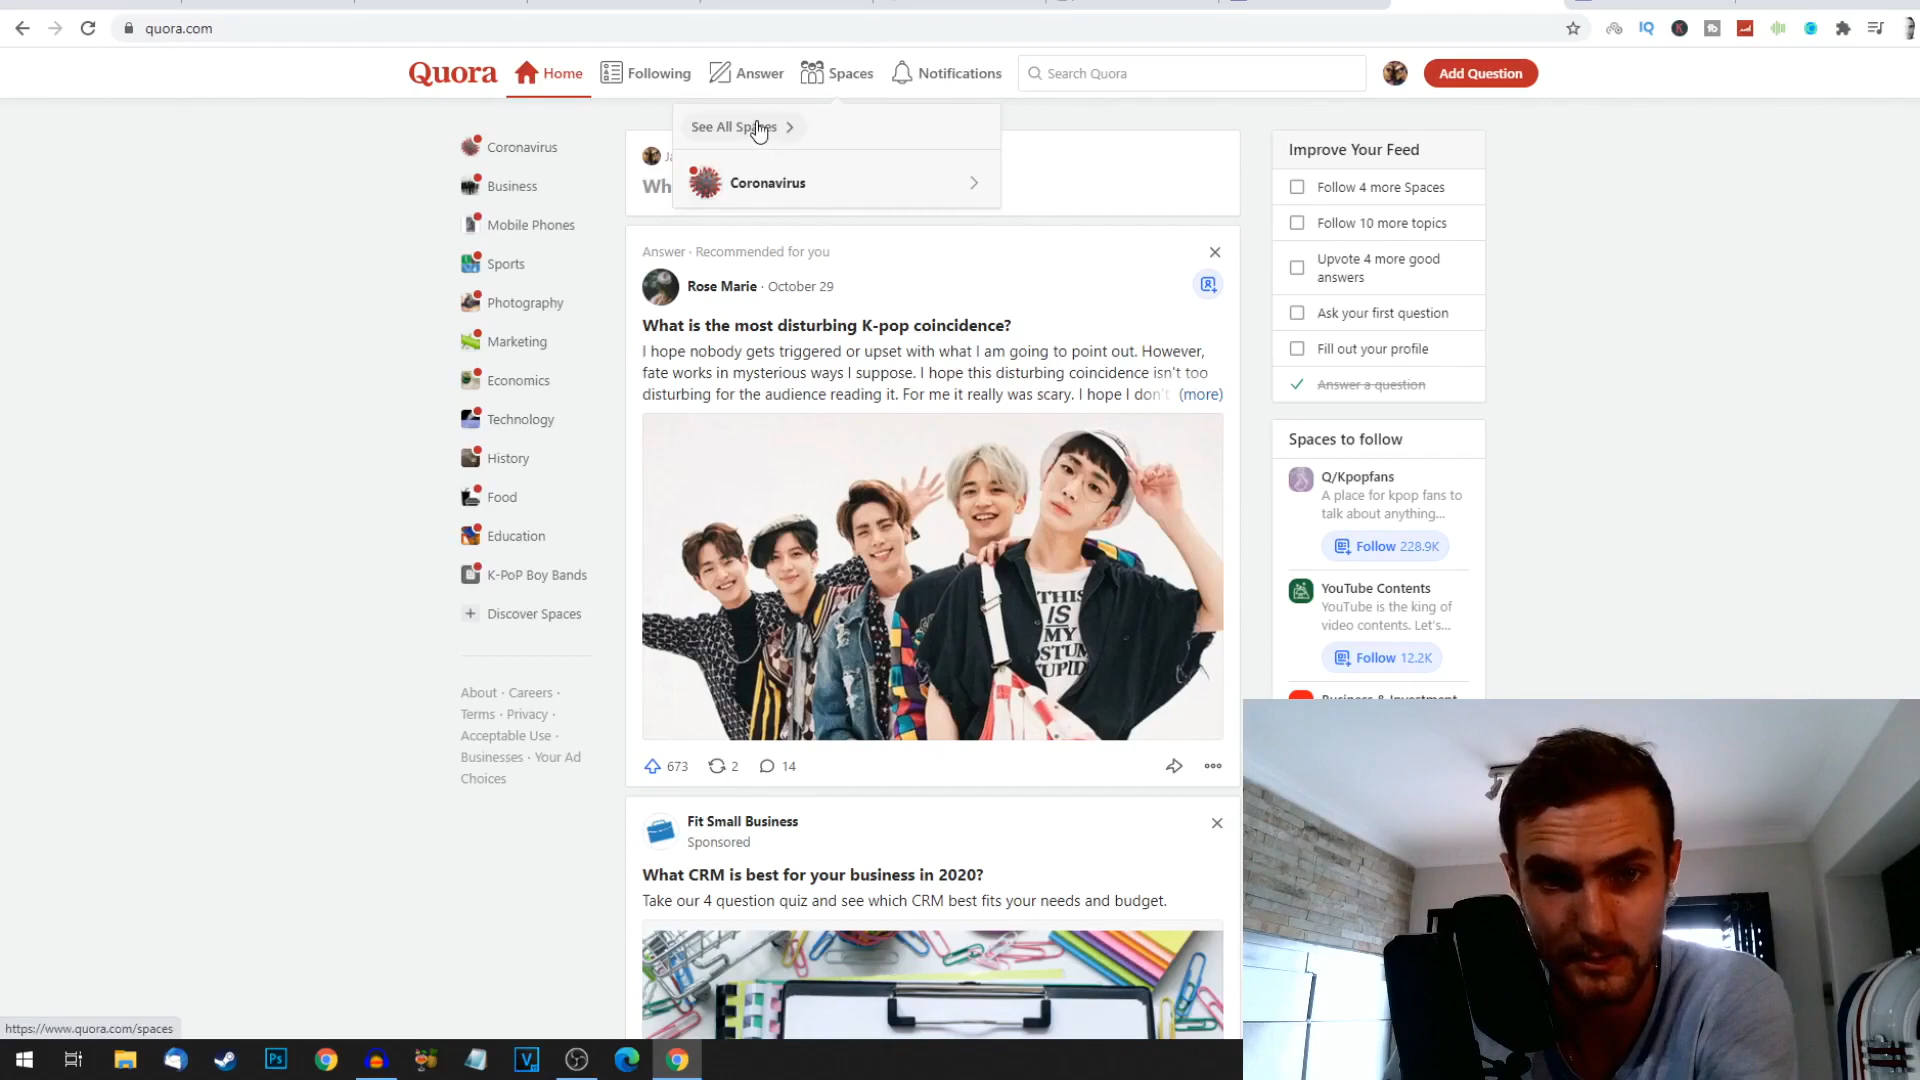 quora.com
IQ
Quora
Home
Following
Answer
Spaces
Notifications
Search Quora
Add Question
See All Spaces
Coronavirus
Coronavirus
Business
Mobile Phones
Sports
Photography
Marketing
Economics
Technology
History
Food
Education
K-PoP Boy Bands
Discover Spaces
About · Careers ·
Terms · Privacy ·
Acceptable Use ·
Businesses · Your Ad
Choices
Wh
Answer · Recommended for you
Rose Marie · October 29
What is the most disturbing K-pop coincidence?
I hope nobody gets triggered or upset with what I am going to point out. However,
fate works in mysterious ways I suppose. I hope this disturbing coincidence isn't too
disturbing for the audience reading it. For me it really was scary. I hope I don't (more)
THIS
IS
MY
STUPID
673
2
14
Fit Small Business
Sponsored
What CRM is best for your business in 2020?
Take our 4 question quiz and see which CRM best fits your needs and budget.
Improve Your Feed
Follow 4 more Spaces
Follow 10 more topics
Upvote 4 more good
answers
Ask your first question
Fill out your profile
Answer a question
Spaces to follow
Q/Kpopfans
A place for kpop fans to
talk about anything...
Follow 228.9K
YouTube Contents
YouTube is the king of
video contents. Let's...
Follow 12.2K
Business & Investment
https://www.quora.com/spaces
Ps
V